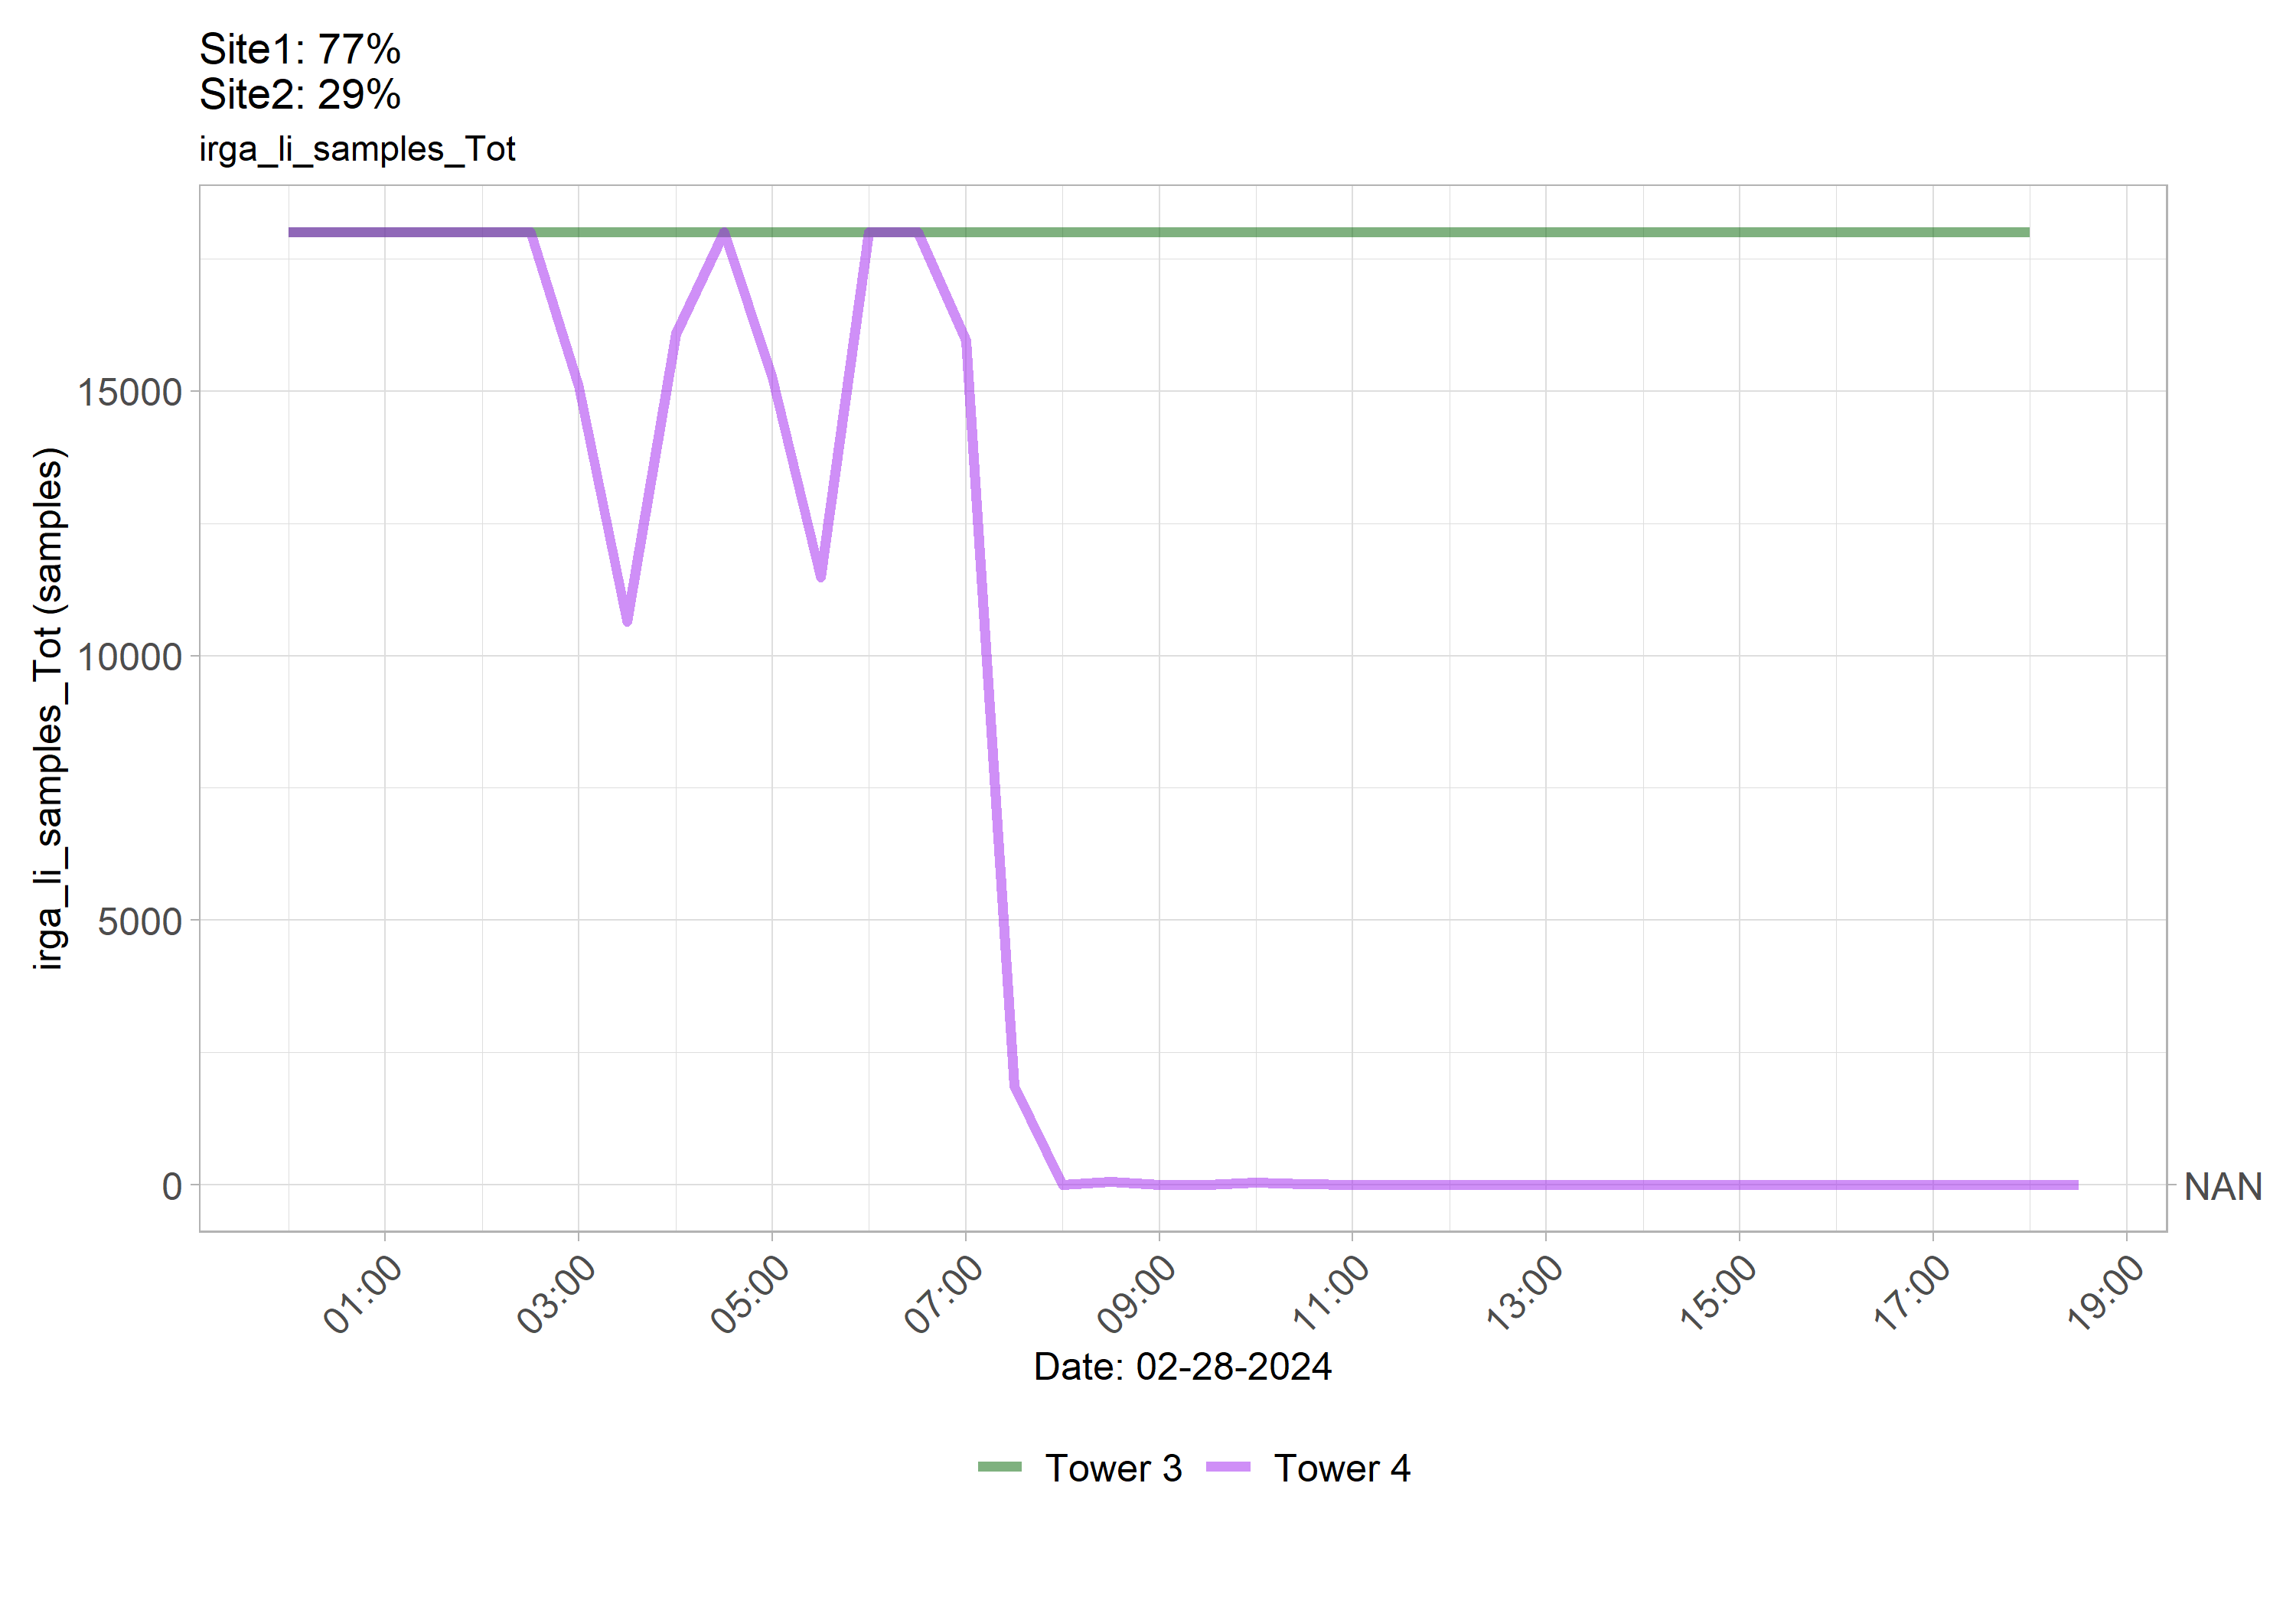 Site1: 77%
Site2: 29%
irga_li_samples_Tot
irga_li_samples_Tot (samples)
15000
10000
5000
0
NAN
01:00
03:00
05:00
07:00
09:00
11:00
13:00
15:00
17:00
19:00
Date: 02-28-2024
Tower 3
Tower 4